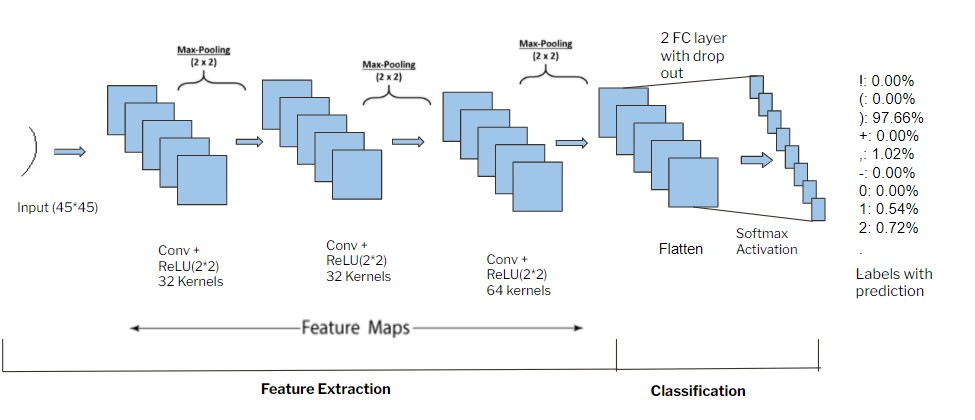 Max-Pooling
(2 x 2)
Max-Pooling
(2 x 2)
Max-Pooling
(2 x 2)
2 FC layer
with drop
out
)
Input (45*45)
Conv +
ReLU(2*2)
32 Kernels
Conv +
ReLU(2*2)
32 Kernels
Conv +
ReLU(2*2)
64 kernels
Flatten
Softmax
Activation
!: 0.00%
(: 0.00%
): 97.66%
+: 0.00%
,: 1.02%
-: 0.00%
0: 0.00%
1: 0.54%
2: 0.72%
.
Labels with
prediction
Feature Maps
Feature Extraction
Classification